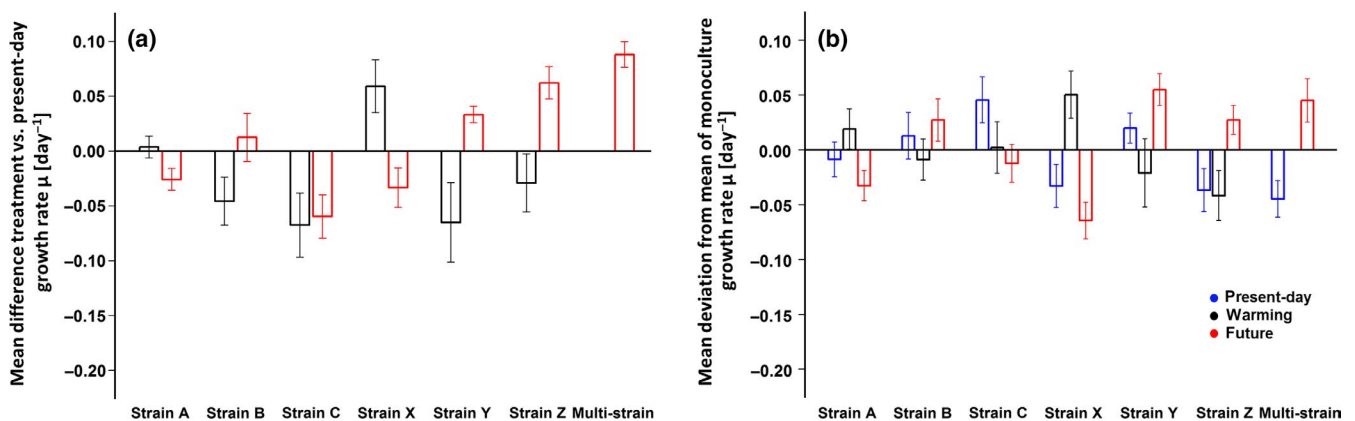 (a)
Mean difference treatment vs. present-day
growth rate µ [day⁻¹]
0.10
0.05
0.00
−0.05
−0.10
−0.15
−0.20
Strain A Strain B Strain C Strain X Strain Y Strain Z Multi-strain
(b)
Mean deviation from mean of monoculture
growth rate µ [day⁻¹]
0.10
0.05
0.00
−0.05
−0.10
−0.15
−0.20
Present-day
Warming
Future
Strain A Strain B Strain C Strain X Strain Y Strain Z Multi-strain